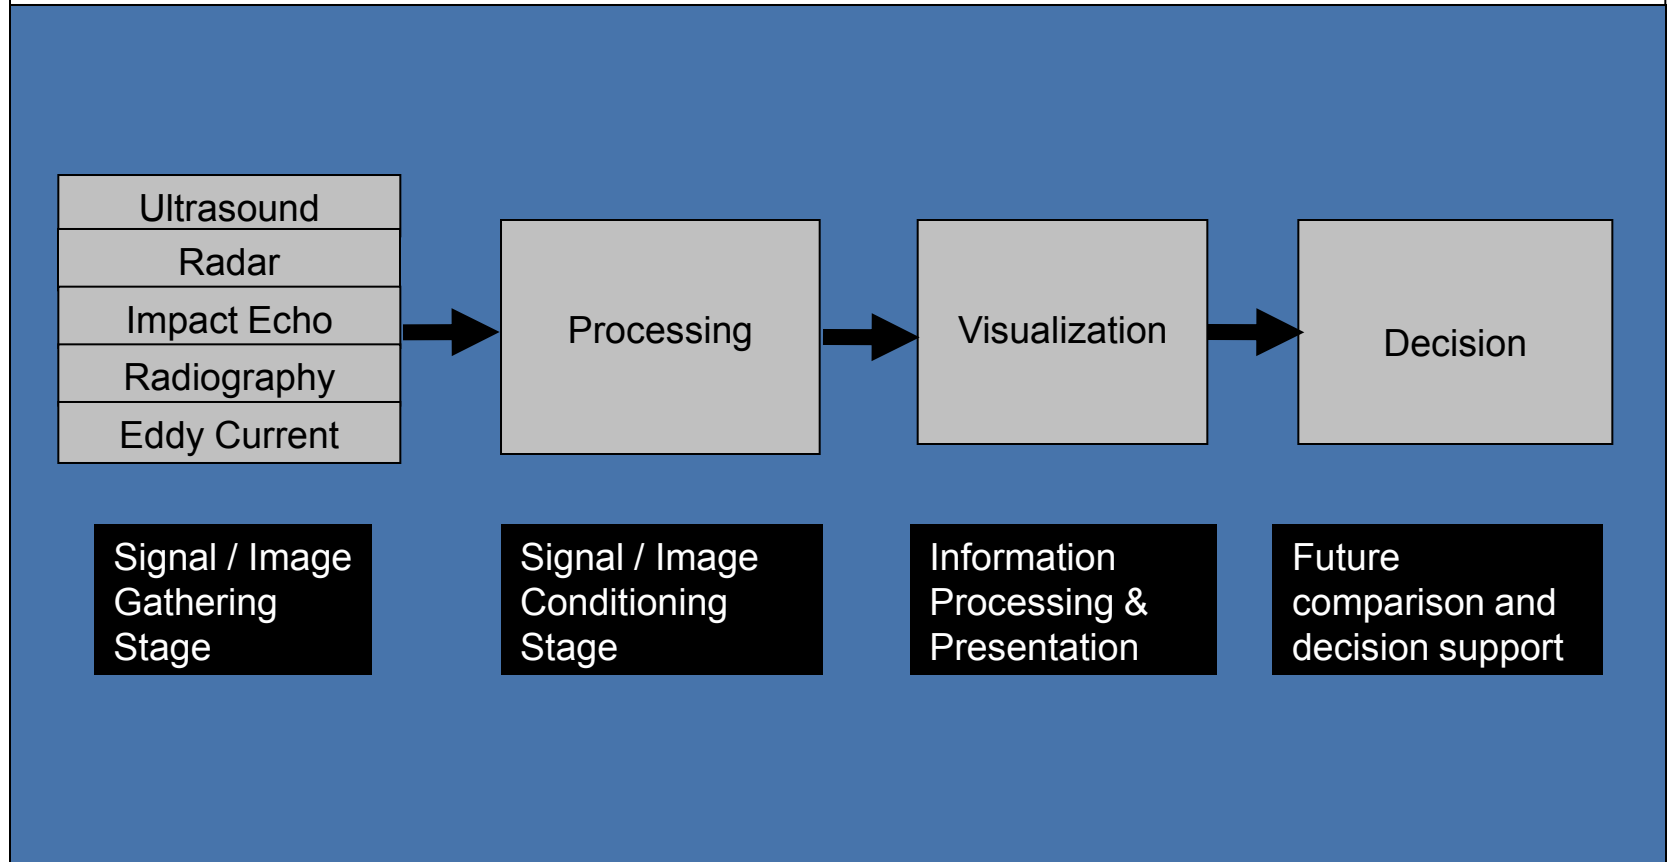 Ultrasound
Radar
Impact Echo
Radiography
Eddy Current
Processing
Visualization
Decision
Signal / Image
Gathering
Stage
Signal / Image
Conditioning
Stage
Information
Processing &
Presentation
Future
comparison and
decision support